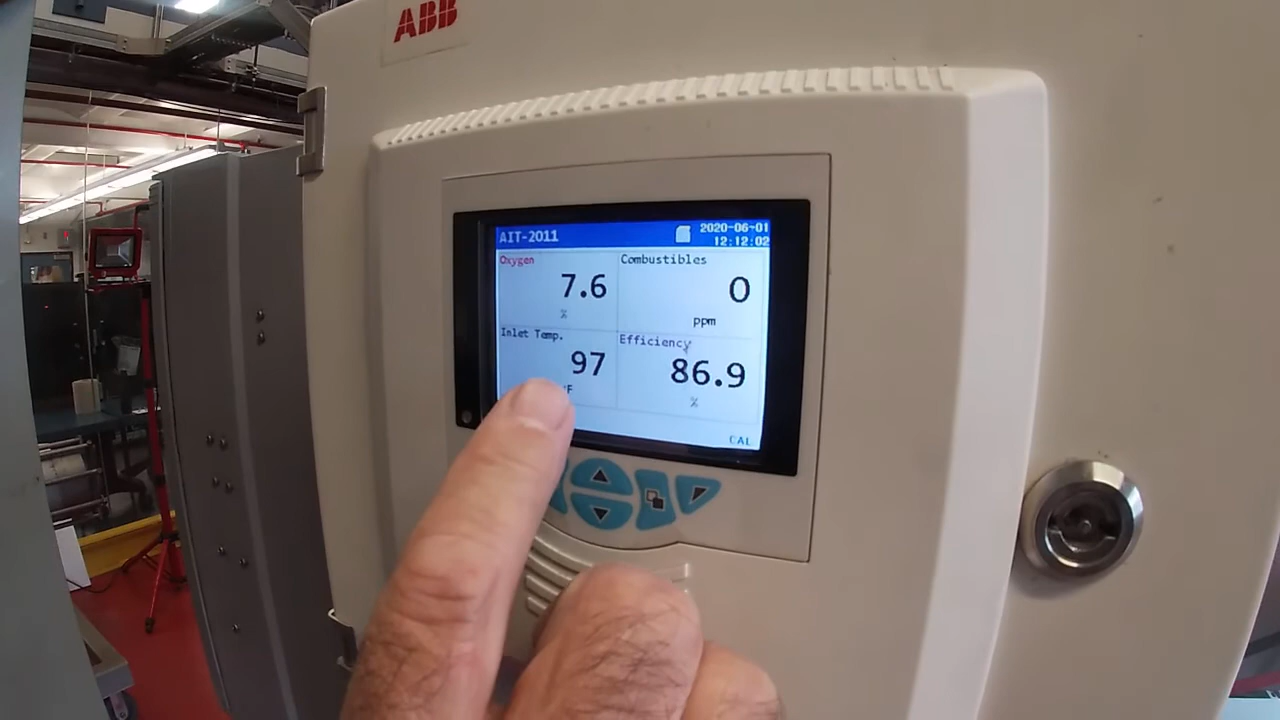 ABB
AIT-2011
2020-06-01
12:12:02
Oxygen
7.6
%
Combustibles
0
ppm
Inlet Temp.
97
°F
Efficiency
86.9
%
CAL